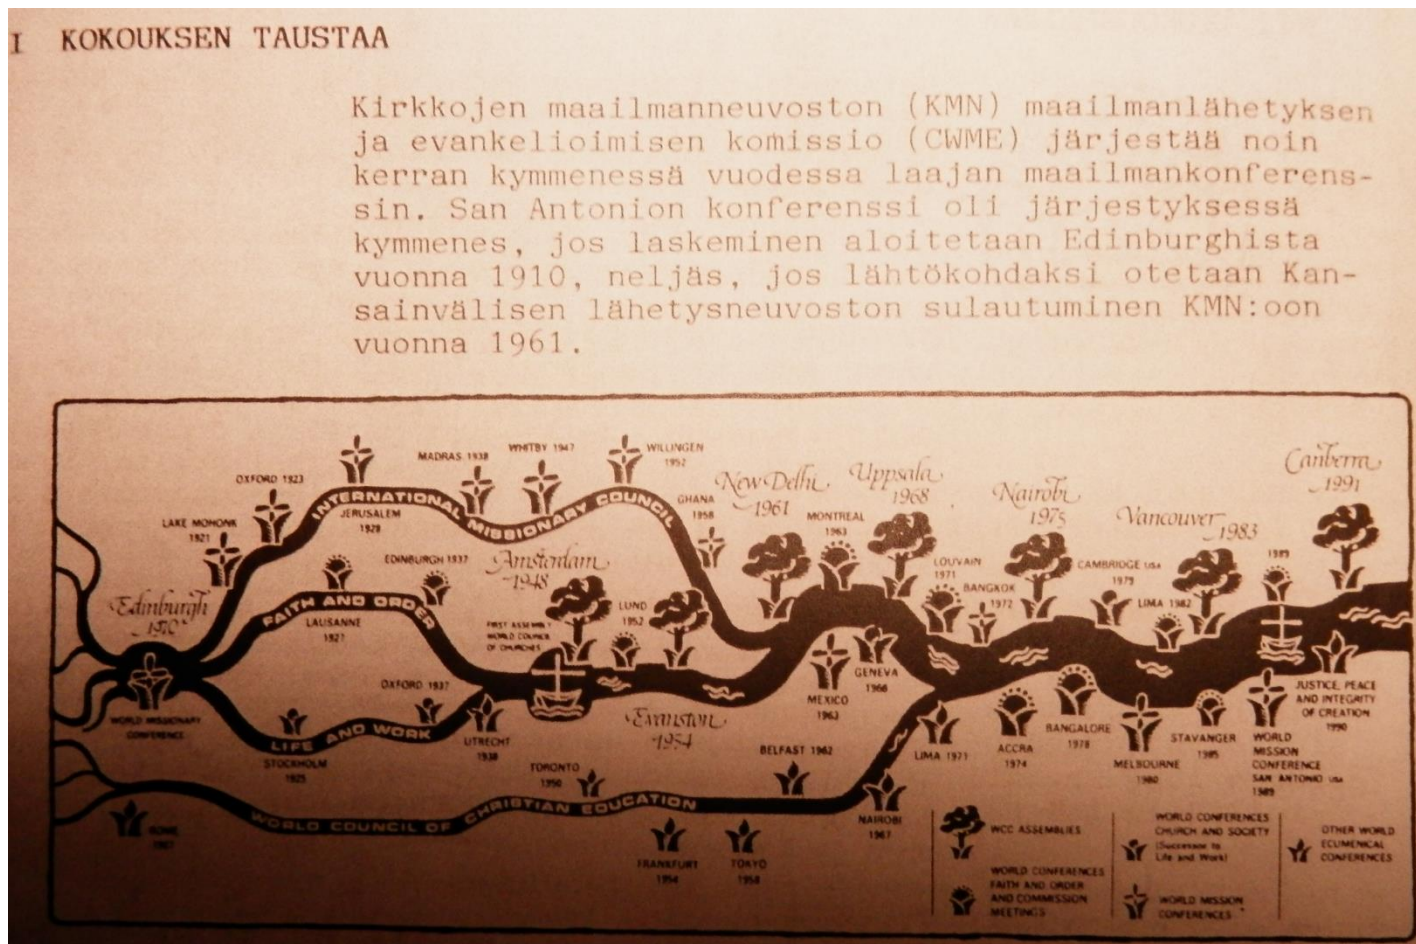 I KOKOUKSEN TAUSTAA
Kirkkojen maailmanneuvoston (KMN) maailmanlähetyksen
ja evankelioimisen komissio (CWME) järjestää noin
kerran kymmenessä vuodessa laajan maailmankonferens-
sin. San Antonion konferenssi oli järjestyksessä
kymmenes, jos laskeminen aloitetaan Edinburghista
vuonna 1910, neljäs, jos lähtökohdaksi otetaan Kan-
sainvälisen lähetysneuvoston sulautuminen KMN:oon
vuonna 1961.
Edinburgh
1910
WORLD MISSIONARY
CONFERENCE
LAKE MOHONK
1921
OXFORD 1923
INTERNATIONAL MISSIONARY COUNCIL
JERUSALEM
1928
MADRAS 1938
WHITBY 1947
WILLINGEN
1952
GHANA
1958
FAITH AND ORDER
LAUSANNE
1927
EDINBURGH 1937
LIFE AND WORK
STOCKHOLM
1925
OXFORD 1937
UTRECHT
1938
Amsterdam
1948
FIRST ASSEMBLY
WORLD COUNCIL
OF CHURCHES
LUND
1952
Evanston
1954
WORLD COUNCIL OF CHRISTIAN EDUCATION
ROME
1907
TORONTO
1950
FRANKFURT
1954
TOKYO
1958
BELFAST 1962
NAIROBI
1967
New Delhi
1961
MONTREAL
1963
MEXICO
1963
GENEVA
1966
Uppsala
1968
LOUVAIN
1971
BANGKOK
1972
LIMA 1971
ACCRA
1974
Nairobi
1975
BANGALORE
1978
CAMBRIDGE USA
1979
MELBOURNE
1980
LIMA 1982
Vancouver
1983
STAVANGER
1985
1989
WORLD
MISSION
CONFERENCE
SAN ANTONIO USA
1989
JUSTICE, PEACE
AND INTEGRITY
OF CREATION
1990
Canberra
1991
WCC ASSEMBLIES
WORLD CONFERENCES
FAITH AND ORDER
AND COMMISSION
MEETINGS
WORLD CONFERENCES
CHURCH AND SOCIETY
(Successor to
Life and Work)
WORLD MISSION
CONFERENCES
OTHER WORLD
ECUMENICAL
CONFERENCES